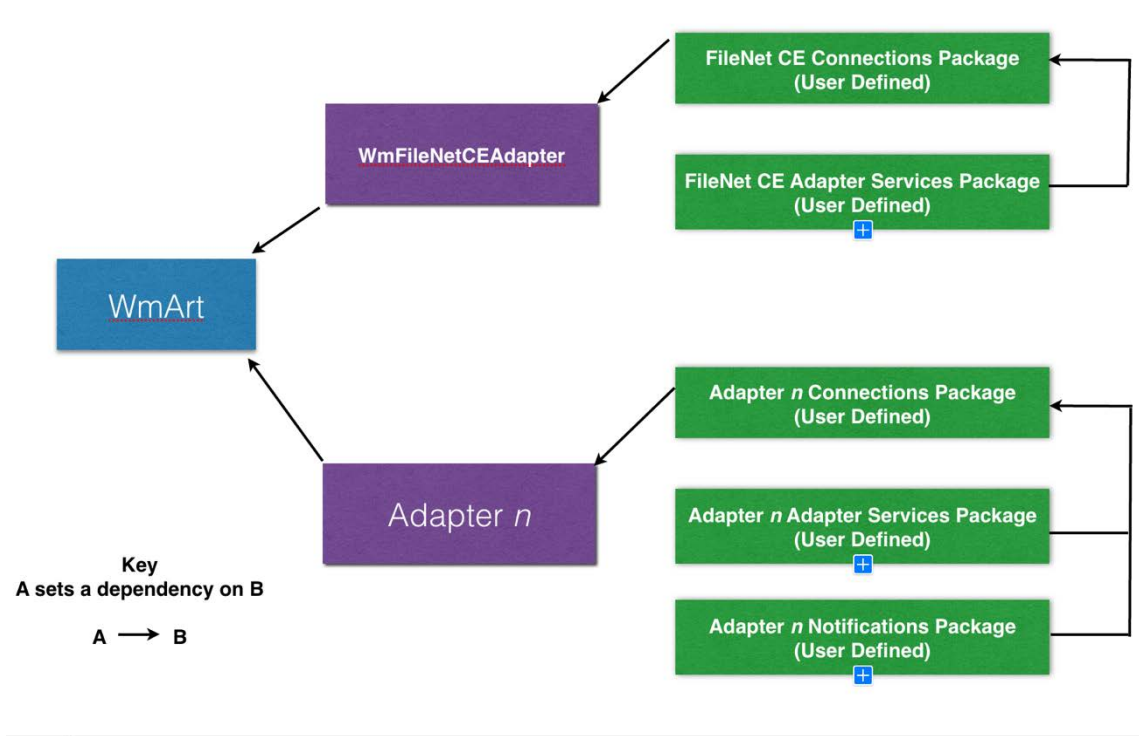 FileNet CE Connections Package
(User Defined)
WmFileNetCEAdapter
FileNet CE Adapter Services Package
(User Defined)
WmArt
Adapter n Connections Package
(User Defined)
Adapter n
Adapter n Adapter Services Package
(User Defined)
Key
A sets a dependency on B
A B
Adapter n Notifications Package
(User Defined)